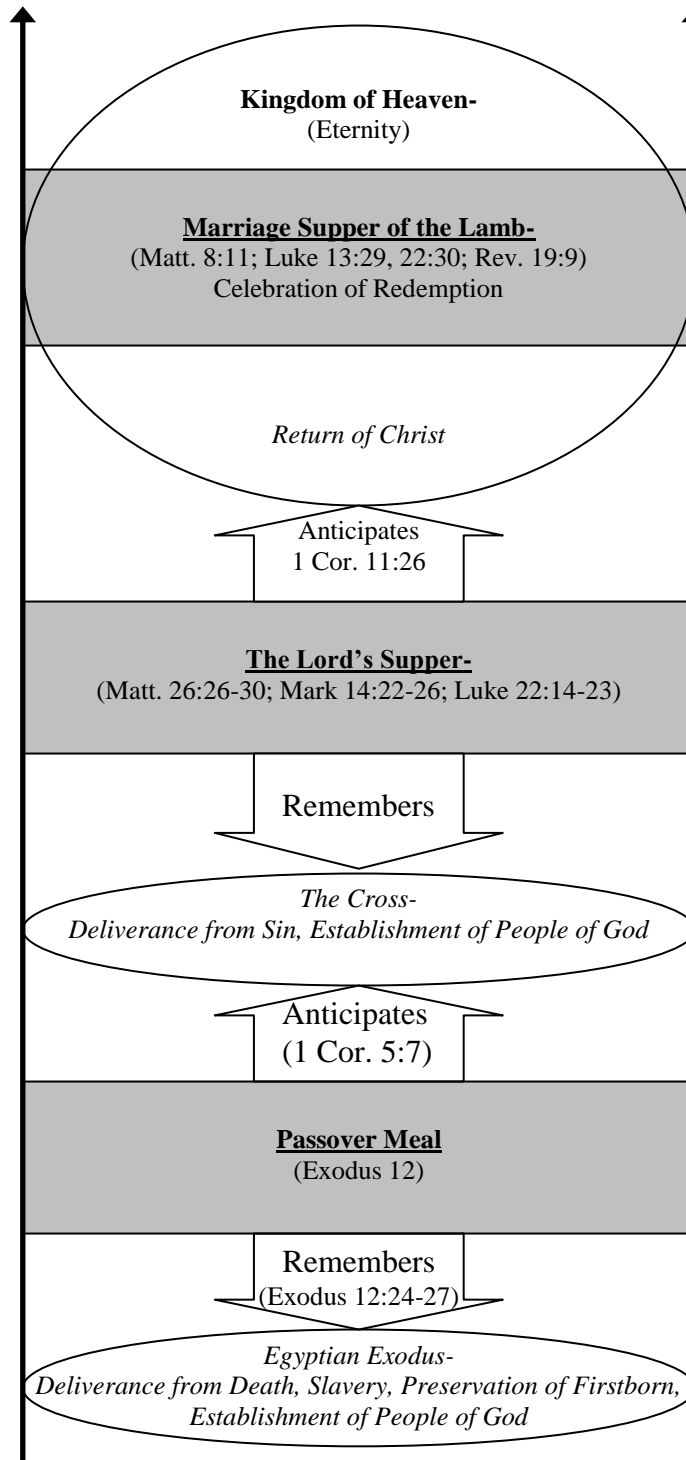 Kingdom of Heaven-
(Eternity)
Marriage Supper of the Lamb-
(Matt. 8:11; Luke 13:29, 22:30; Rev. 19:9)
Celebration of Redemption
Return of Christ
Anticipates
1 Cor. 11:26
The Lord’s Supper-
(Matt. 26:26-30; Mark 14:22-26; Luke 22:14-23)
Remembers
The Cross-
Deliverance from Sin, Establishment of People of God
Anticipates
(1 Cor. 5:7)
Passover Meal
(Exodus 12)
Remembers
(Exodus 12:24-27)
Egyptian Exodus-
Deliverance from Death, Slavery, Preservation of Firstborn,
Establishment of People of God